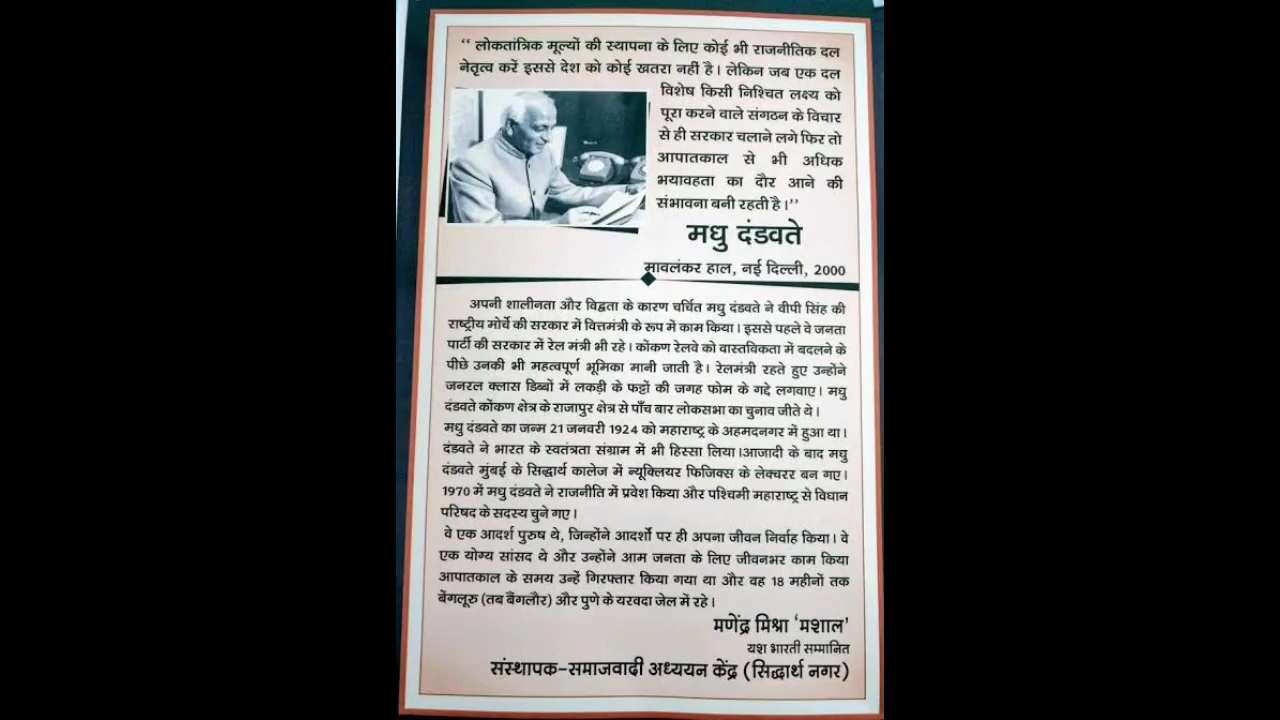 “ लोकतांत्रिक मूल्यों की स्थापना के लिए कोई भी राजनीतिक दल
नेतृत्व करें इससे देश को कोई खतरा नहीं है। लेकिन जब एक दल
विशेष किसी निश्चित लक्ष्य को
पूरा करने वाले संगठन के विचार
से ही सरकार चलाने लगे फिर तो
आपातकाल से भी अधिक
भयावहता का दौर आने की
संभावना बनी रहती है।”
मधु दंडवते
मावलंकर हाल, नई दिल्ली, 2000
अपनी शालीनता और विद्वता के कारण चर्चित मधु दंडवते ने वीपी सिंह की
राष्ट्रीय मोर्चे की सरकार में वित्तमंत्री के रूप में काम किया। इससे पहले वे जनता
पार्टी की सरकार में रेल मंत्री भी रहे। कोंकण रेलवे को वास्तविकता में बदलने के
पीछे उनकी भी महत्वपूर्ण भूमिका मानी जाती है। रेलमंत्री रहते हुए उन्होंने
जनरल क्लास डिब्बों में लकड़ी के फट्टों की जगह फोम के गद्दे लगवाए। मधु
दंडवते कोंकण क्षेत्र के राजापुर क्षेत्र से पाँच बार लोकसभा का चुनाव जीते थे।
मधु दंडवते का जन्म 21 जनवरी 1924 को महाराष्ट्र के अहमदनगर में हुआ था।
दंडवते ने भारत के स्वतंत्रता संग्राम में भी हिस्सा लिया।आजादी के बाद मधु
दंडवते मुंबई के सिद्धार्थ कालेज में न्यूक्लियर फिजिक्स के लेक्चरर बन गए।
1970 में मधु दंडवते ने राजनीति में प्रवेश किया और पश्चिमी महाराष्ट्र से विधान
परिषद के सदस्य चुने गए।
वे एक आदर्श पुरुष थे, जिन्होंने आदर्शों पर ही अपना जीवन निर्वाह किया। वे
एक योग्य सांसद थे और उन्होंने आम जनता के लिए जीवनभर काम किया
आपातकाल के समय उन्हें गिरफ्तार किया गया था और वह 18 महीनों तक
बेंगलूरु (तब बैंगलौर) और पुणे के यरवदा जेल में रहे।
मणेंद्र मिश्रा ‘मशाल’
यश भारती सम्मानित
संस्थापक-समाजवादी अध्ययन केंद्र (सिद्धार्थ नगर)